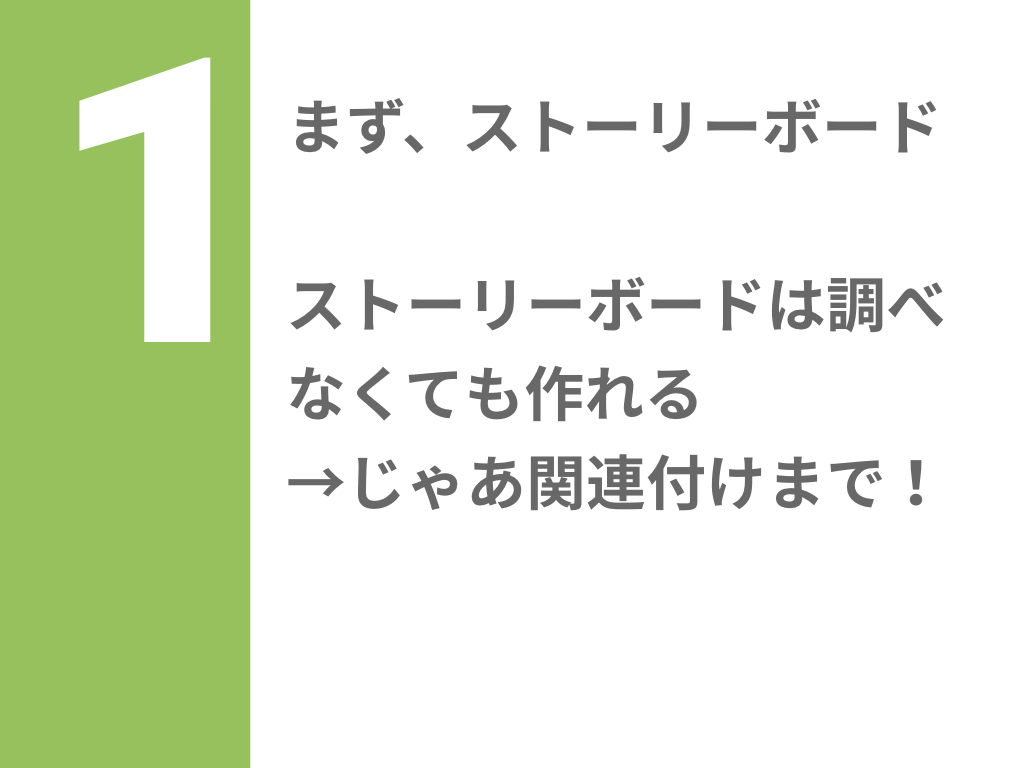 1
まず、ストーリーボード
ストーリーボードは調べ
なくても作れる
→じゃあ関連付けまで！